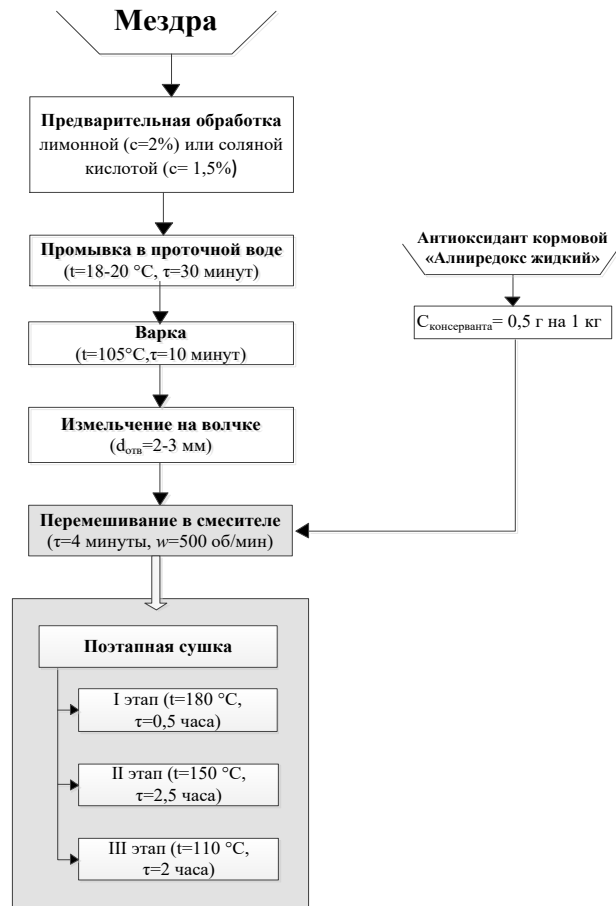 Мездра
Предварительная обработка
лимонной (с=2%) или соляной
кислотой (с= 1,5%)
Промывка в проточной воде
(t=18-20 °С, τ=30 минут)
Варка
(t=105°С,τ=10 минут)
Измельчение на волчке
(dотв=2-3 мм)
Антиоксидант кормовой
«Алниредокс жидкий»
Сконсерванта= 0,5 г на 1 кг
Перемешивание в смесителе
(τ=4 минуты, w=500 об/мин)
Поэтапная сушка
I этап (t=180 °С,
τ=0,5 часа)
II этап (t=150 °С,
τ=2,5 часа)
III этап (t=110 °С,
τ=2 часа)